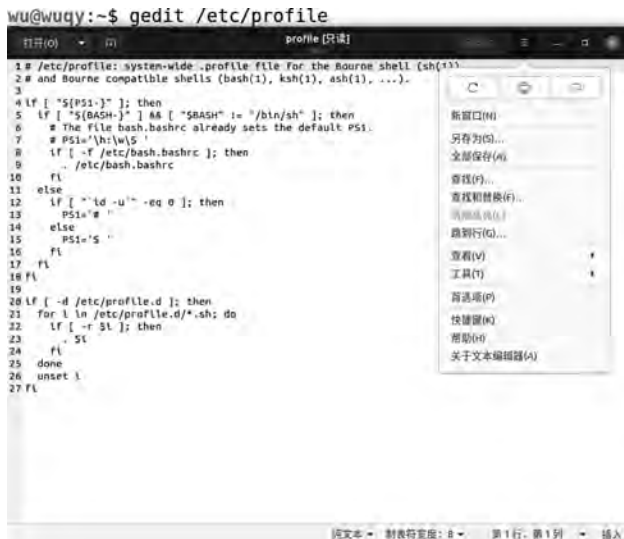 wu@wuqy:~$ gedit /etc/profile
打开(O)
profile [只读]
1 # /etc/profile: system-wide .profile file for the Bourne shell (sh(1))
2 # and Bourne compatible shells (bash(1), ksh(1), ash(1), ...).
3
4 if [ "${PS1-}" ]; then
5   if [ "${BASH-}" ] && [ "$BASH" != "/bin/sh" ]; then
6     # The file bash.bashrc already sets the default PS1.
7     # PS1='\h:\w\$ '
8     if [ -f /etc/bash.bashrc ]; then
9       . /etc/bash.bashrc
10     fi
11   else
12     if [ "`id -u`" -eq 0 ]; then
13       PS1='# '
14     else
15       PS1='$ '
16     fi
17   fi
18 fi
19
20 if [ -d /etc/profile.d ]; then
21   for i in /etc/profile.d/*.sh; do
22     if [ -r $i ]; then
23       . $i
24     fi
25   done
26   unset i
27 fi
新窗口(N)
另存为(S)...
全部保存(A)
查找(F)...
查找和替换(F)...
清除高亮(L)
跳到行(G)...
查看(V)
工具(T)
首选项(P)
快捷键(K)
帮助(H)
关于文本编辑器(A)
纯文本 制表符宽度: 8 第 1 行, 第 1 列 插入